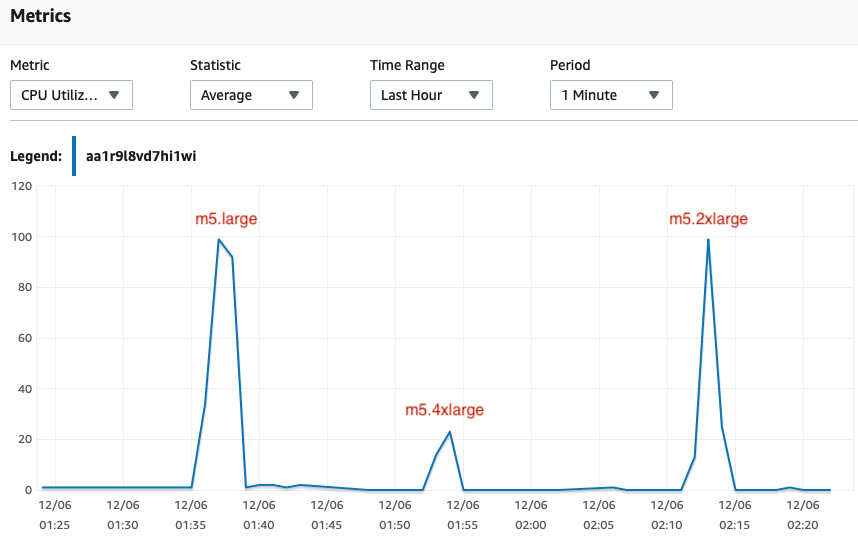 Metrics
Metric Statistic Time Range Period
CPU Utiliz... Average Last Hour 1 Minute
Legend: aa1r9l8vd7hi1wi
120
m5.large m5.2xlarge
100
80
60
40
m5.4xlarge
20
0
12/06 12/06 12/06 12/06 12/06 12/06 12/06 12/06 12/06 12/06 12/06 12/06
01:25 01:30 01:35 01:40 01:45 01:50 01:55 02:00 02:05 02:10 02:15 02:20